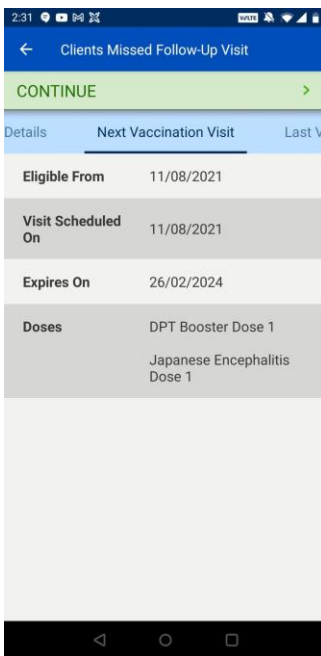 2:31
VoLTE
Clients Missed Follow-Up Visit
CONTINUE
Details Next Vaccination Visit Last V
Eligible From 11/08/2021
Visit Scheduled
On 11/08/2021
Expires On 26/02/2024
Doses DPT Booster Dose 1
Japanese Encephalitis
Dose 1